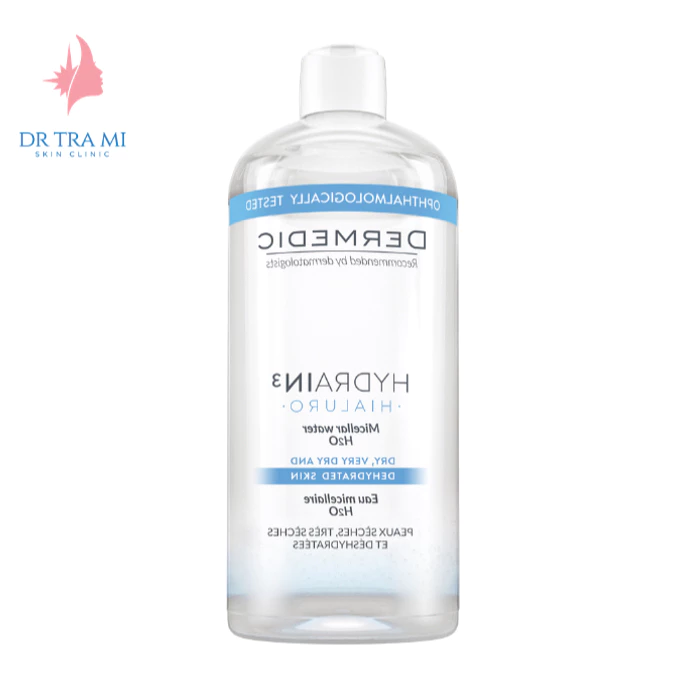 DR TRA MI
SKIN CLINIC
OPHTHALMOLOGICALLY TESTED
DERMEDIC
Recommended by dermatologists
HYDRAIN³
·HIALURO·
Micellar water
H2O
DRY, VERY DRY AND
DEHYDRATED SKIN
Eau micellaire
H2O
PEAUX SÈCHES, TRÈS SÈCHES
ET DÉSHYDRATÉES